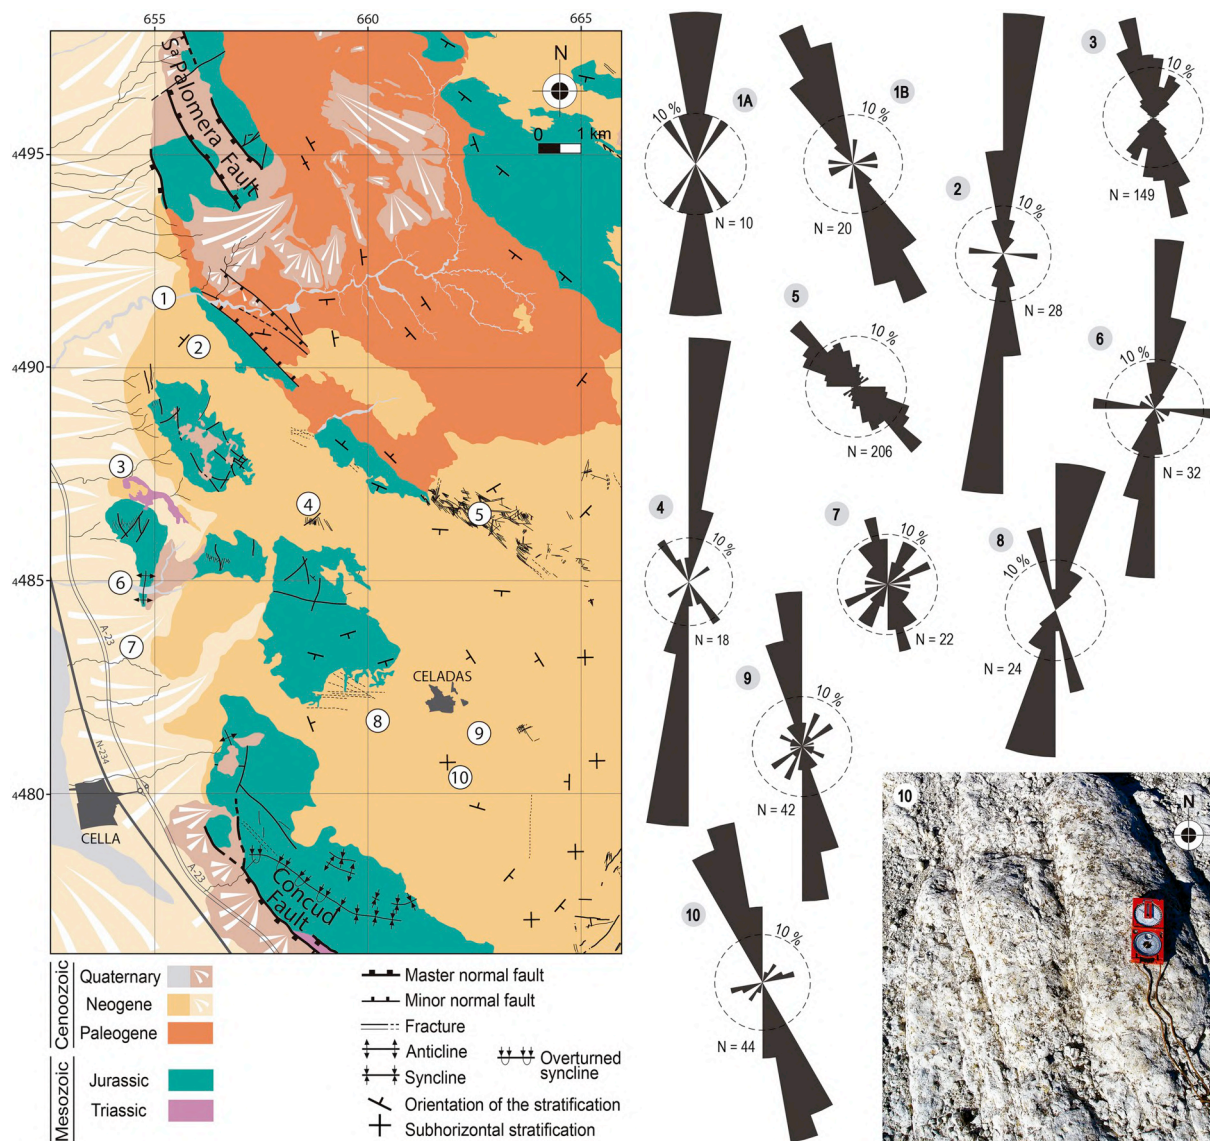 655
660
665
4495
4490
4485
4480
Sª Palomera Fault
N
0 1 km
1
2
3
4
5
6
7
8
9
10
A-23
N-234
A-23
CELADAS
CELLA
Concud
Fault
Cenoozoic
Quaternary
Neogene
Paleogene
Mesozoic
Jurassic
Triassic
Master normal fault
Minor normal fault
Fracture
Anticline
Syncline
Overturned
syncline
Orientation of the stratification
Subhorizontal stratification
1A
10 %
N = 10
1B
10 %
N = 20
2
10 %
N = 28
3
10 %
N = 149
4
10 %
N = 18
5
10 %
N = 206
6
10 %
N = 32
7
10 %
N = 22
8
10 %
N = 24
9
10 %
N = 42
10
10 %
N = 44
10
N